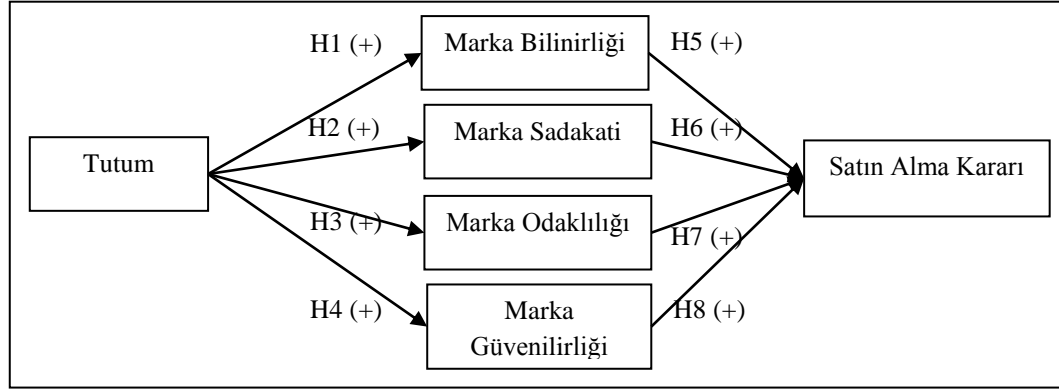 H1 (+)
Marka Bilinirliği
H5 (+)
H2 (+)
Marka Sadakati
H6 (+)
Tutum
Satın Alma Kararı
H3 (+)
Marka Odaklılığı
H7 (+)
H4 (+)
Marka
Güvenilirliği
H8 (+)